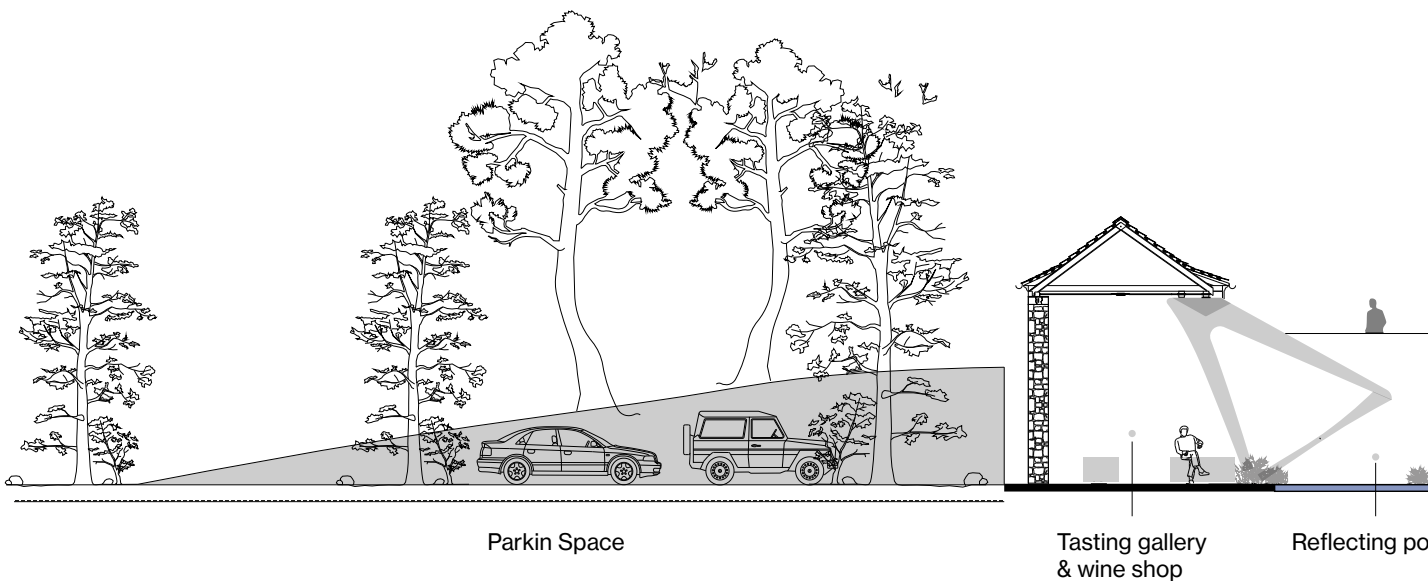 Parkin Space
Tasting gallery
& wine shop
Reflecting po